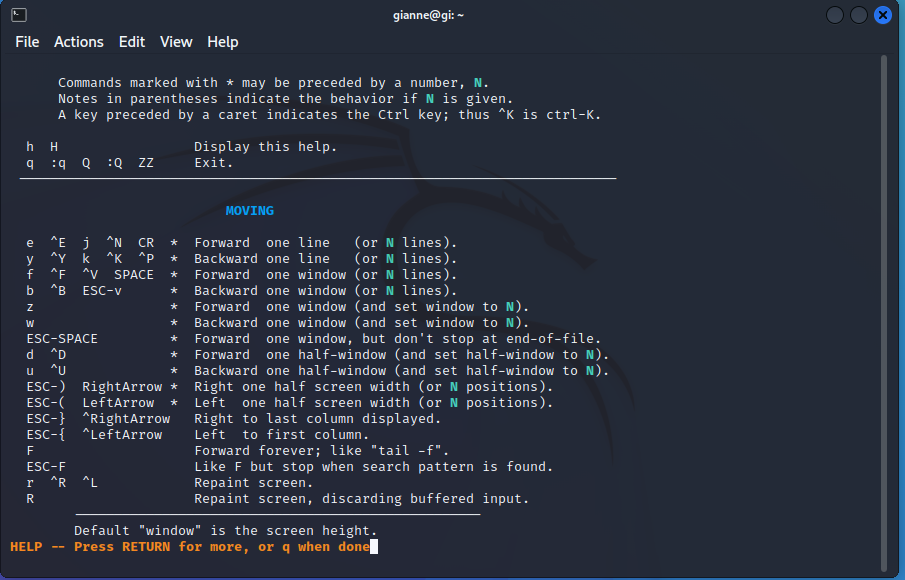 gianne@gi: ~
File Actions Edit View Help
Commands marked with * may be preceded by a number, N.
Notes in parentheses indicate the behavior if N is given.
A key preceded by a caret indicates the Ctrl key; thus ^K is ctrl-K.
h H Display this help.
q :q Q :Q ZZ Exit.
MOVING
e ^E j ^N CR * Forward one line (or N lines).
y ^Y k ^K ^P * Backward one line (or N lines).
f ^F ^V SPACE * Forward one window (or N lines).
b ^B ESC-v * Backward one window (or N lines).
z * Forward one window (and set window to N).
w * Backward one window (and set window to N).
ESC-SPACE * Forward one window, but don't stop at end-of-file.
d ^D * Forward one half-window (and set half-window to N).
u ^U * Backward one half-window (and set half-window to N).
ESC-) RightArrow * Right one half screen width (or N positions).
ESC-( LeftArrow * Left one half screen width (or N positions).
ESC-} ^RightArrow Right to last column displayed.
ESC-{ ^LeftArrow Left to first column.
F Forward forever; like "tail -f".
ESC-F Like F but stop when search pattern is found.
r ^R ^L Repaint screen.
R Repaint screen, discarding buffered input.
Default "window" is the screen height.
HELP -- Press RETURN for more, or q when done